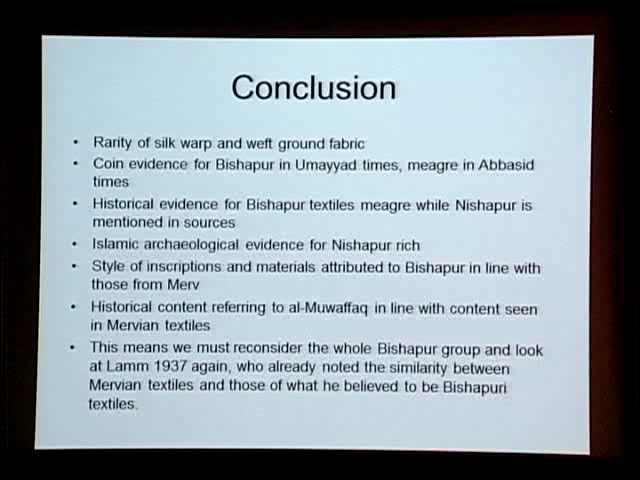 Conclusion
• Rarity of silk warp and weft ground fabric
• Coin evidence for Bishapur in Umayyad times, meagre in Abbasid
times
• Historical evidence for Bishapur textiles meagre while Nishapur is
mentioned in sources
• Islamic archaeological evidence for Nishapur rich
• Style of inscriptions and materials attributed to Bishapur in line with
those from Merv
• Historical content referring to al-Muwaffaq in line with content seen
in Mervian textiles
• This means we must reconsider the whole Bishapur group and look
at Lamm 1937 again, who already noted the similarity between
Mervian textiles and those of what he believed to be Bishapuri
textiles.